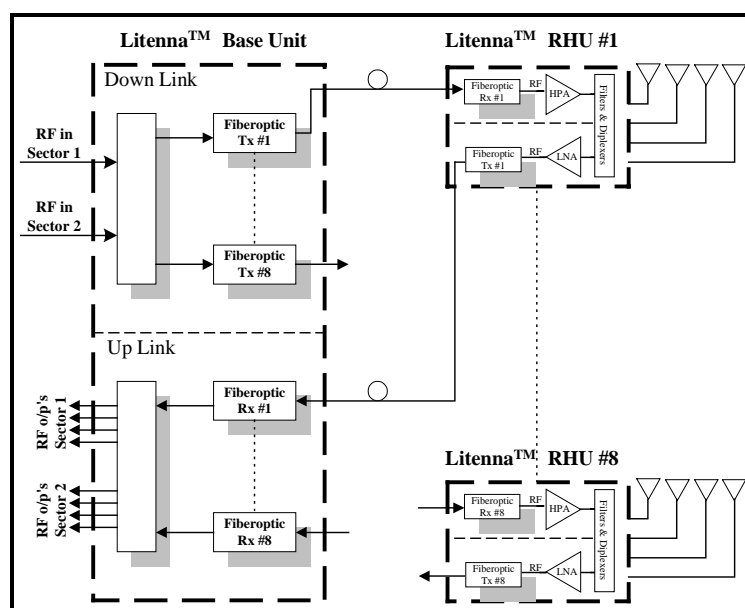 Litenna™ Base Unit
Down Link
RF in
Sector 1
RF in
Sector 2
Fiberoptic
Tx #1
Fiberoptic
Tx #8
Up Link
RF o/p's
Sector 1
RF o/p's
Sector 2
Fiberoptic
Rx #1
Fiberoptic
Rx #8
Litenna™ RHU #1
Fiberoptic
Rx #1
RF
HPA
Filters & Diplexers
Fiberoptic
Tx #1
RF
LNA
Litenna™ RHU #8
Fiberoptic
Rx #8
RF
HPA
Filters & Diplexers
Fiberoptic
Tx #8
RF
LNA